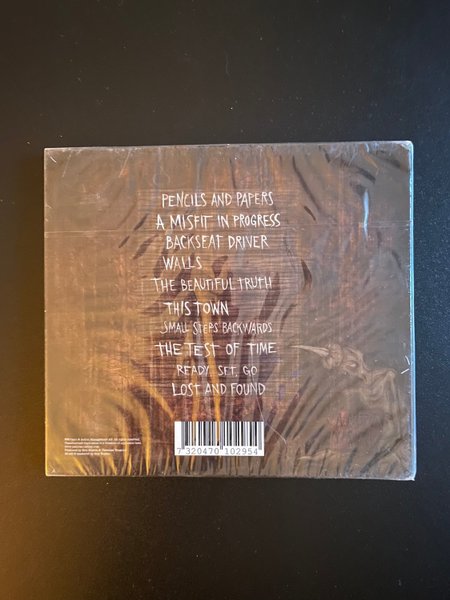 PENCILS AND PAPERS
A MISFIT IN PROGRESS
BACKSEAT DRIVER
WALLS
THE BEAUTIFUL TRUTH
THIS TOWN
SMALL STEPS BACKWARDS
THE TEST OF TIME
READY, SET, GO
LOST AND FOUND
7 320470 102954